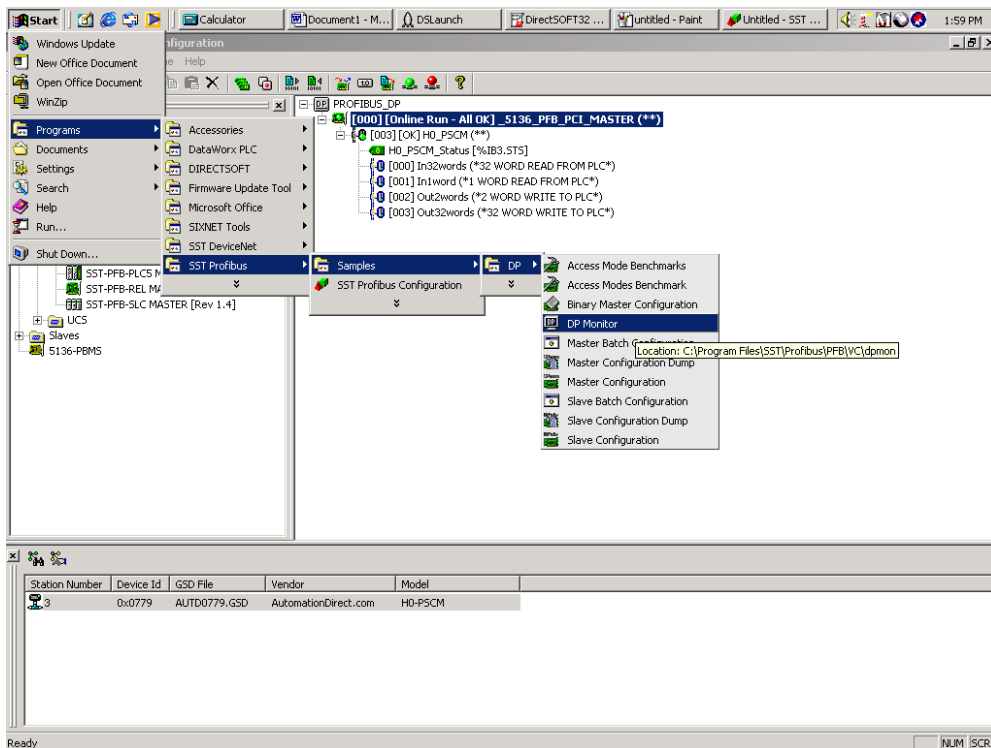 Start
Calculator
Document1 - M...
DSLaunch
DirectSOFT32 ...
untitled - Paint
Untitled - SST ...
1:59 PM
nfiguration
e Help
Windows Update
New Office Document
Open Office Document
WinZip
Programs
Documents
Settings
Search
Help
Run...
Shut Down...
Accessories
DataWorx PLC
DIRECTSOFT
Firmware Update Tool
Microsoft Office
SIXNET Tools
SST DeviceNet
SST Profibus
Samples
SST Profibus Configuration
DP
Access Mode Benchmarks
Access Modes Benchmark
Binary Master Configuration
DP Monitor
Master Batch Configuration
Location: C:\Program Files\SST\Profibus\PFB\VC\dpmon
Master Configuration Dump
Master Configuration
Slave Batch Configuration
Slave Configuration Dump
Slave Configuration
PROFIBUS_DP
[000] [Online Run - All OK] _5136_PFB_PCI_MASTER (**)
[003] [OK] H0_PSCM (**)
H0_PSCM_Status [%IB3.STS]
[000] In32words (*32 WORD READ FROM PLC*)
[001] In1word (*1 WORD READ FROM PLC*)
[002] Out2words (*2 WORD WRITE TO PLC*)
[003] Out32words (*32 WORD WRITE TO PLC*)
SST-PFB-PLC5 M
SST-PFB-REL MA
SST-PFB-SLC MASTER [Rev 1.4]
UCS
Slaves
5136-PBMS
Station Number Device Id GSD File Vendor Model
3 0x0779 AUTD0779.GSD AutomationDirect.com H0-PSCM
Ready
NUM SCR